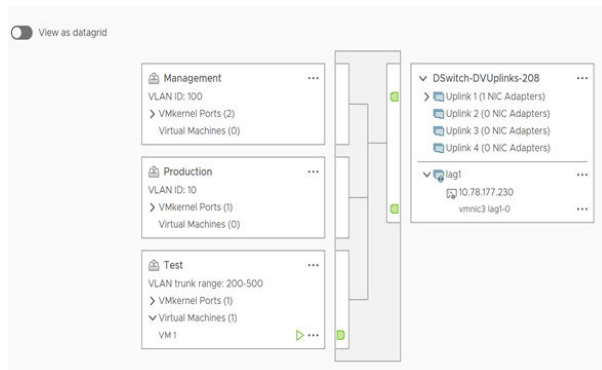 View as datagrid
Management
VLAN ID: 100
VMkernel Ports (2)
Virtual Machines (0)
Production
VLAN ID: 10
VMkernel Ports (1)
Virtual Machines (0)
Test
VLAN trunk range: 200-500
VMkernel Ports (1)
Virtual Machines (1)
VM 1
DSwitch-DVUplinks-208
Uplink 1 (1 NIC Adapters)
Uplink 2 (0 NIC Adapters)
Uplink 3 (0 NIC Adapters)
Uplink 4 (0 NIC Adapters)
lag1
10.78.177.230
vmnic3 lag1-0